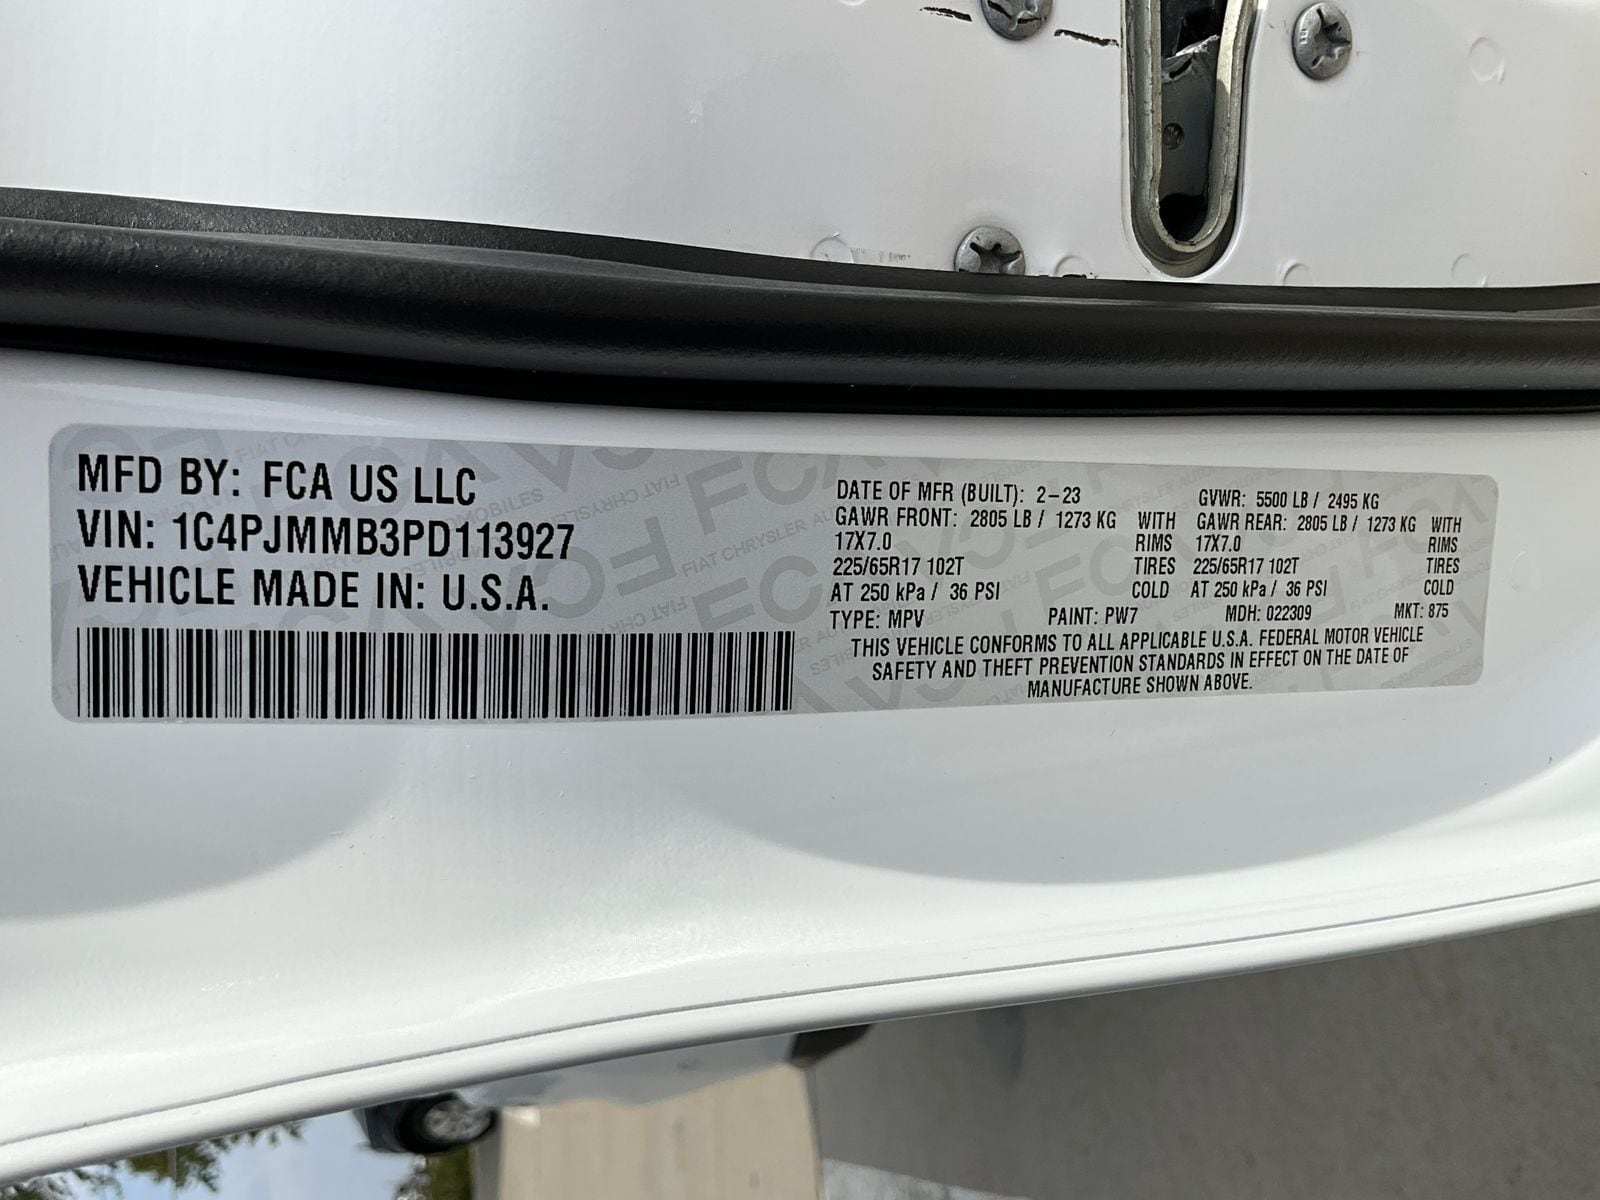 MFD BY: FCA US LLC
VIN: 1C4PJMMB3PD113927
VEHICLE MADE IN: U.S.A.
DATE OF MFR (BUILT): 2-23 GVWR: 5500 LB / 2495 KG
GAWR FRONT: 2805 LB / 1273 KG WITH GAWR REAR: 2805 LB / 1273 KG WITH
17X7.0 RIMS 17X7.0 RIMS
225/65R17 102T TIRES 225/65R17 102T TIRES
AT 250 kPa / 36 PSI COLD AT 250 kPa / 36 PSI COLD
TYPE: MPV PAINT: PW7 MDH: 022309 MKT: 875
THIS VEHICLE CONFORMS TO ALL APPLICABLE U.S.A. FEDERAL MOTOR VEHICLE
SAFETY AND THEFT PREVENTION STANDARDS IN EFFECT ON THE DATE OF
MANUFACTURE SHOWN ABOVE.